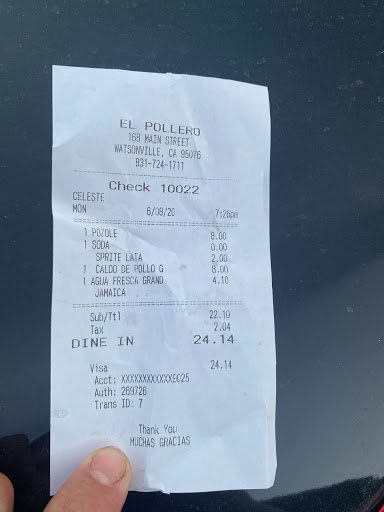 EL POLLERO
168 MAIN STREET
WATSONVILLE, CA 95076
831-724-1711
Check 10022
CELESTE
MON 6/08/20 7:26pm
1 POZOLE 8.00
1 SODA 0.00
SPRITE LATA 2.00
1 CALDO DE POLLO G 8.00
1 AGUA FRESCA GRAND 4.10
JAMAICA
Sub/Ttl 22.10
Tax 2.04
DINE IN 24.14
Visa 24.14
Acct: XXXXXXXXXXXX5025
Auth: 269726
Trans ID: 7
Thank You
MUCHAS GRACIAS